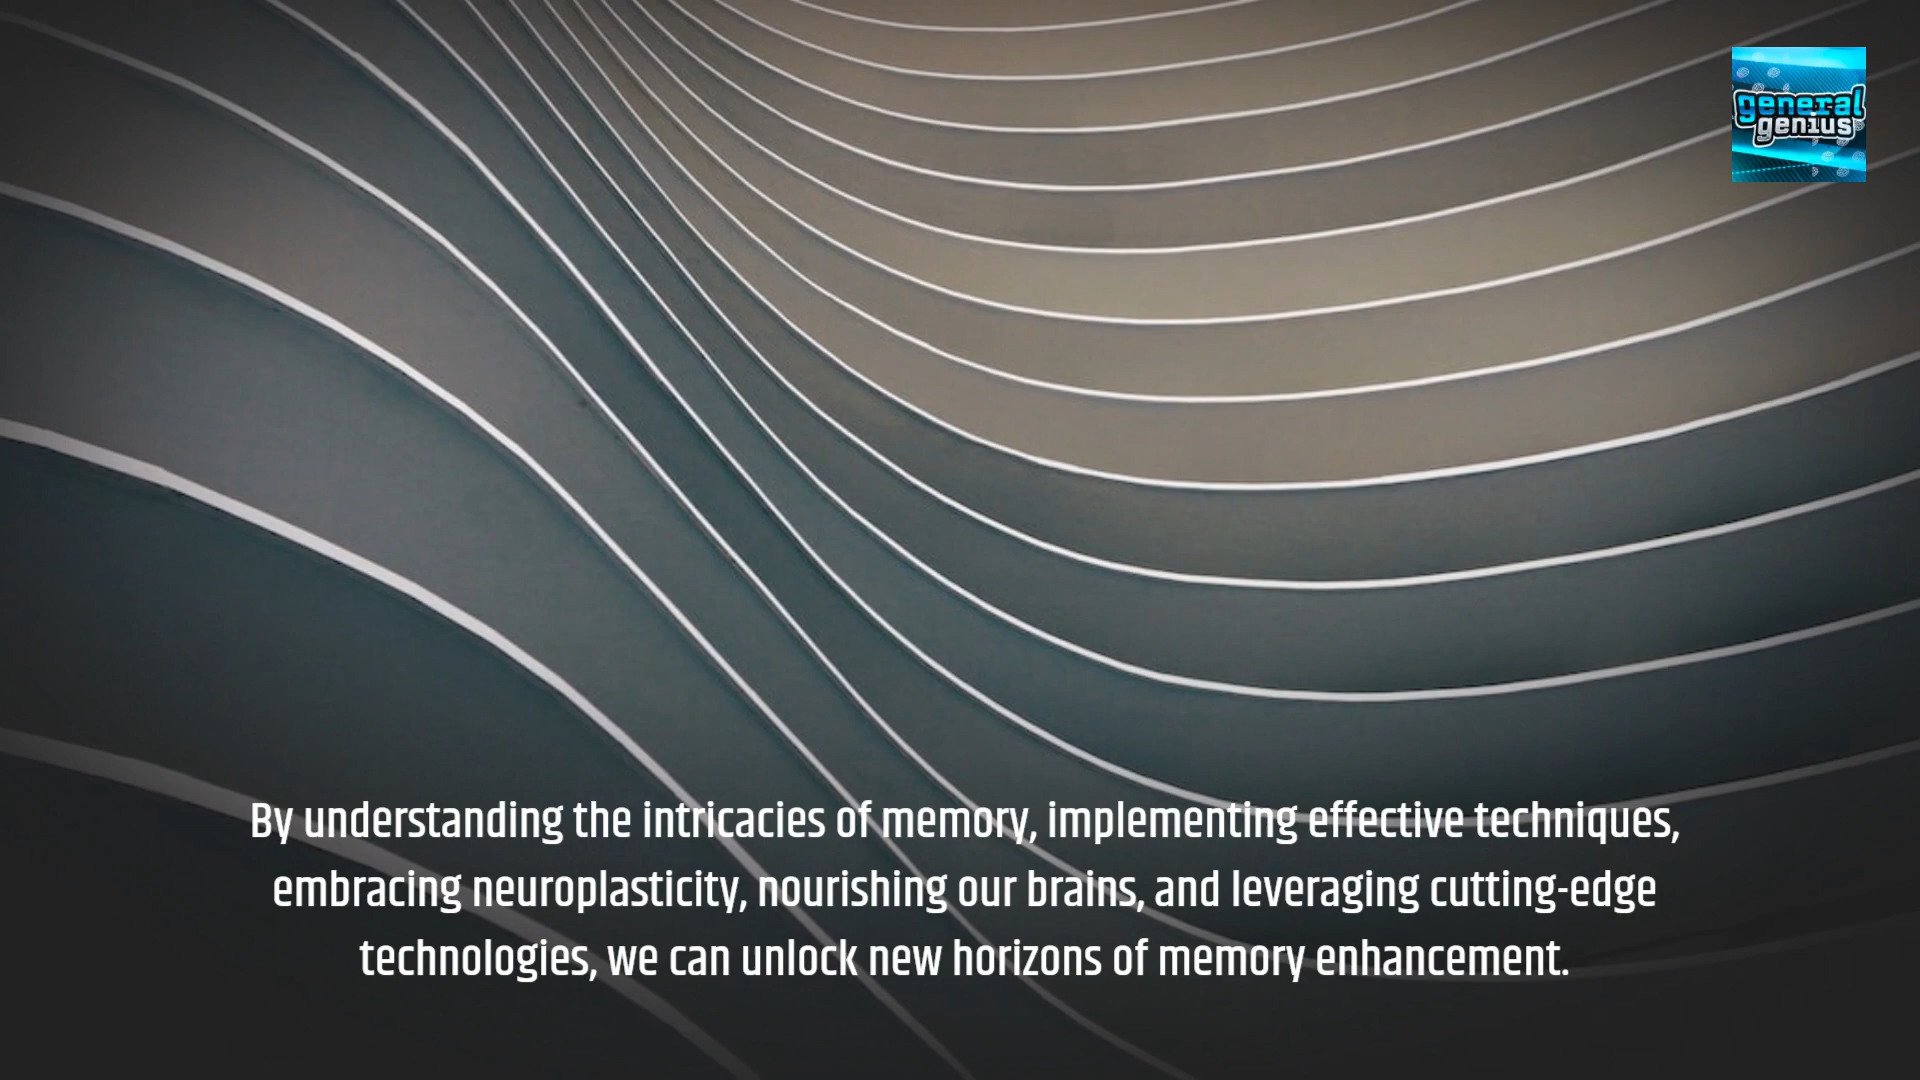 general
genius
By understanding the intricacies of memory, implementing effective techniques,
embracing neuroplasticity, nourishing our brains, and leveraging cutting-edge
technologies, we can unlock new horizons of memory enhancement.